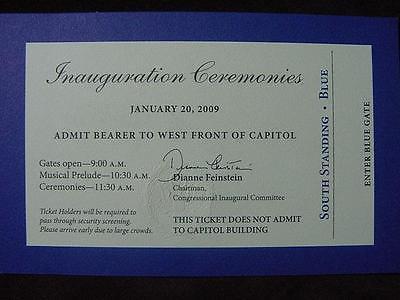 Inauguration Ceremonies
JANUARY 20, 2009
ADMIT BEARER TO WEST FRONT OF CAPITOL
Gates open—9:00 A.M.
Musical Prelude—10:30 A.M.
Ceremonies—11:30 A.M.
Dianne Feinstein
Dianne Feinstein
Chairman,
Congressional Inaugural Committee
Ticket Holders will be required to
pass through security screening.
Please arrive early due to large crowds.
THIS TICKET DOES NOT ADMIT
TO CAPITOL BUILDING
SOUTH STANDING • BLUE
ENTER BLUE GATE